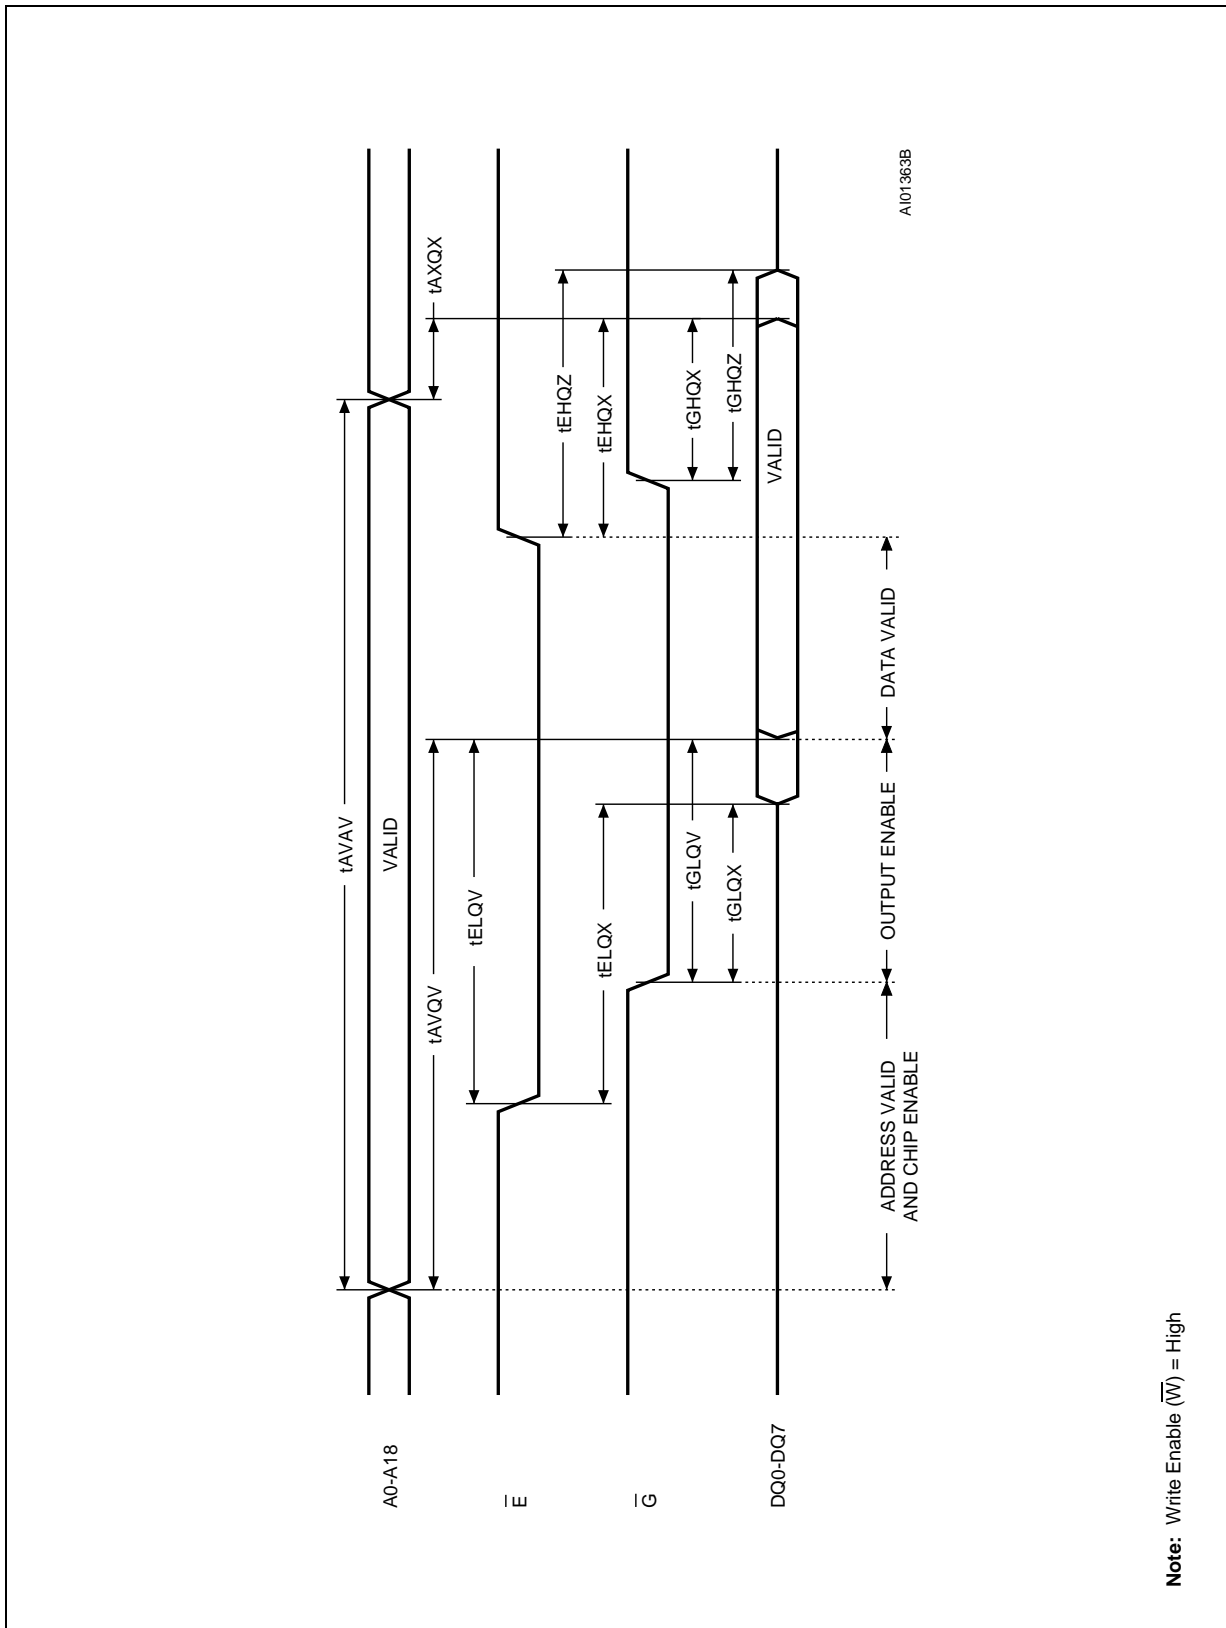 tAVAV
A0-A18
VALID
tAVQV
tAXQX
tELQV
E̅
tEHQZ
tELQX
tEHQX
G̅
tGLQV
tGHQX
tGLQX
tGHQZ
DQ0-DQ7
VALID
ADDRESS VALID
AND CHIP ENABLE
OUTPUT ENABLE
DATA VALID
AI01363B
Note: Write Enable (W̅) = High